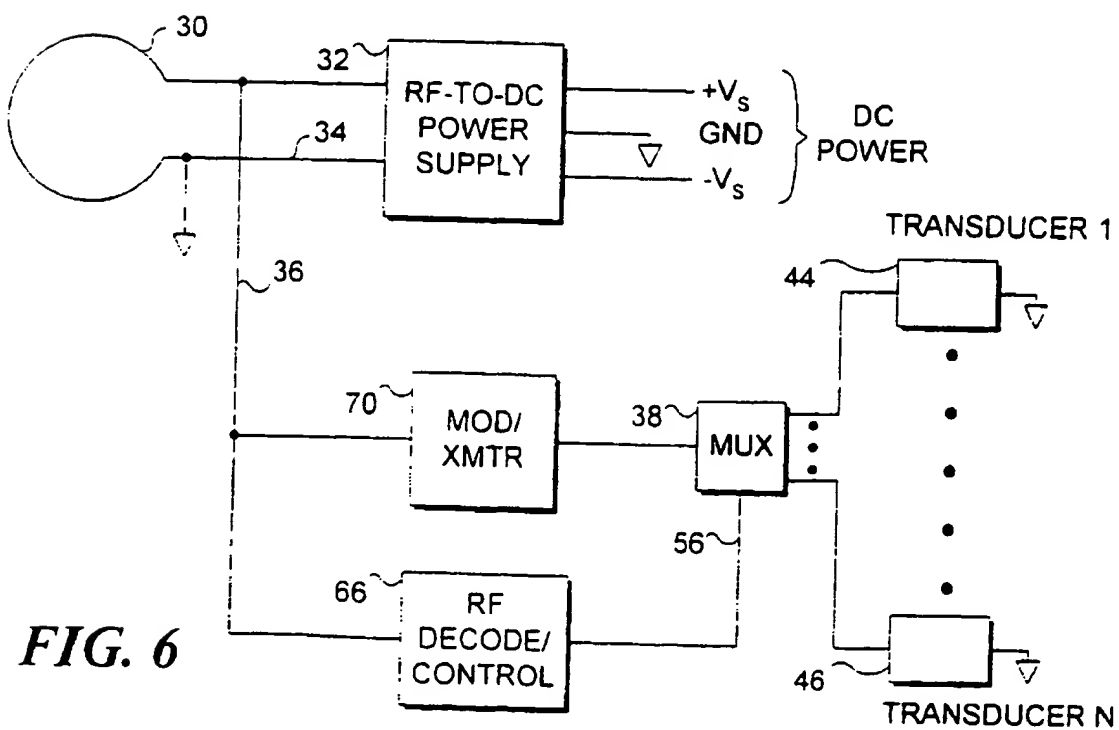 30
32
RF-TO-DC
POWER
SUPPLY
34
+Vs
GND
-Vs
DC
POWER
TRANSDUCER 1
44
36
70
MOD/
XMTR
38
MUX
56
66
RF
DECODE/
CONTROL
46
TRANSDUCER N
FIG. 6